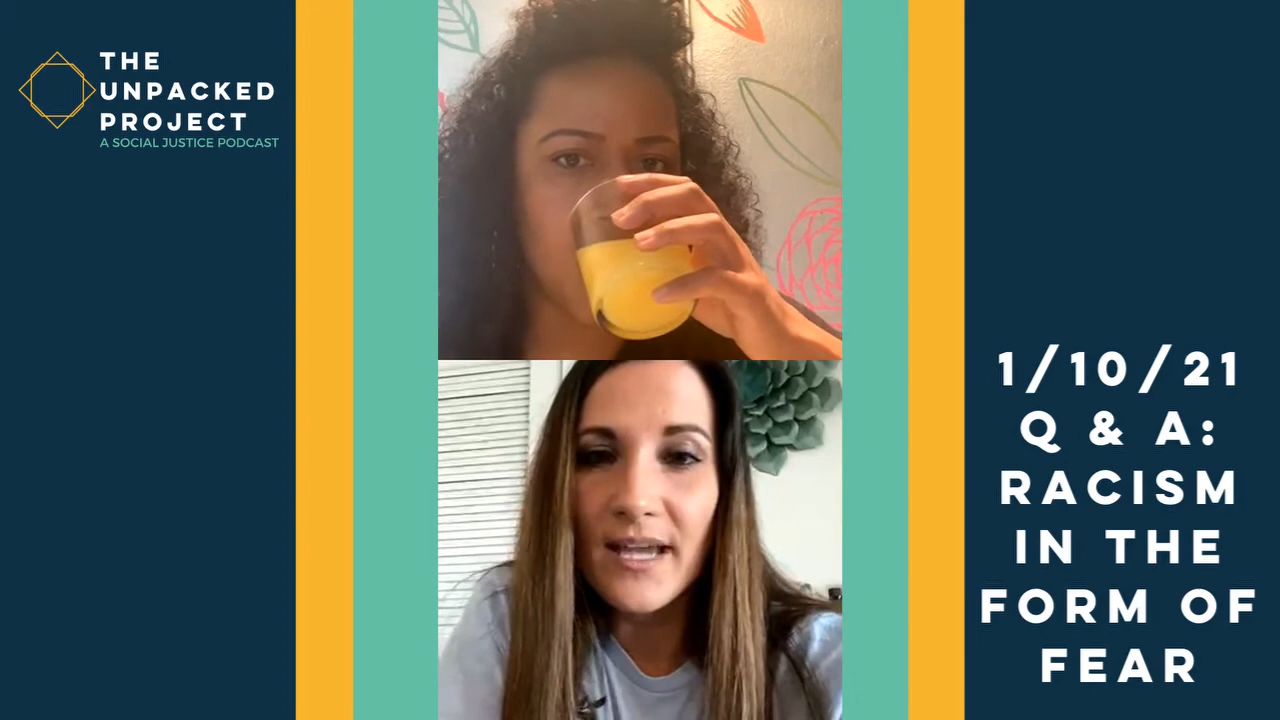 THE
UNPACKED
PROJECT
A SOCIAL JUSTICE PODCAST
1/10/21
Q & A:
RACISM
IN THE
FORM OF
FEAR